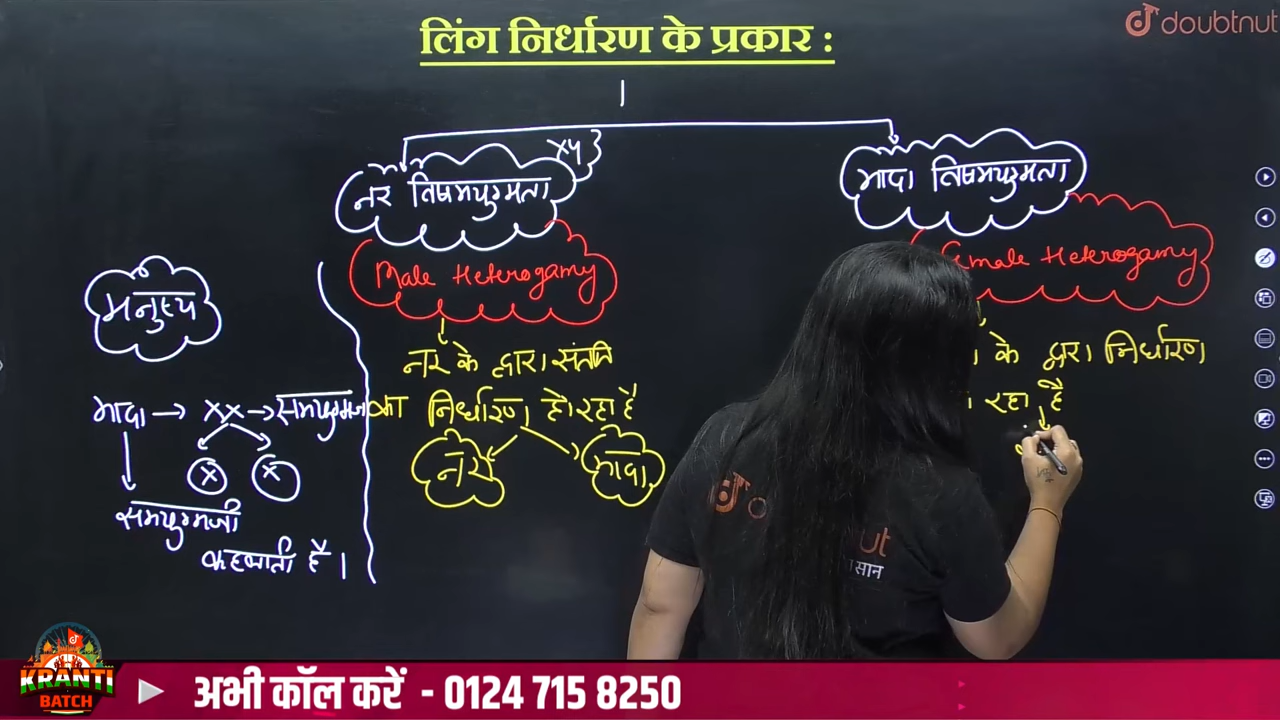 लिंग निर्धारण के प्रकार :
doubtnut
XY
नर विषमयुग्मता
मादा विषमयुग्मता
Male Heterogamy
emale Heterogamy
मनुष्य
नर के द्वारा संतति
का निर्धारण हो रहा है
नर
मादा
के द्वारा निर्धारण
रहा है
मादा → XX → समयुग्मज
X
X
समयुग्मजी
कहलाती है ।
KRANTI
BATCH
अभी कॉल करें - 0124 715 8250